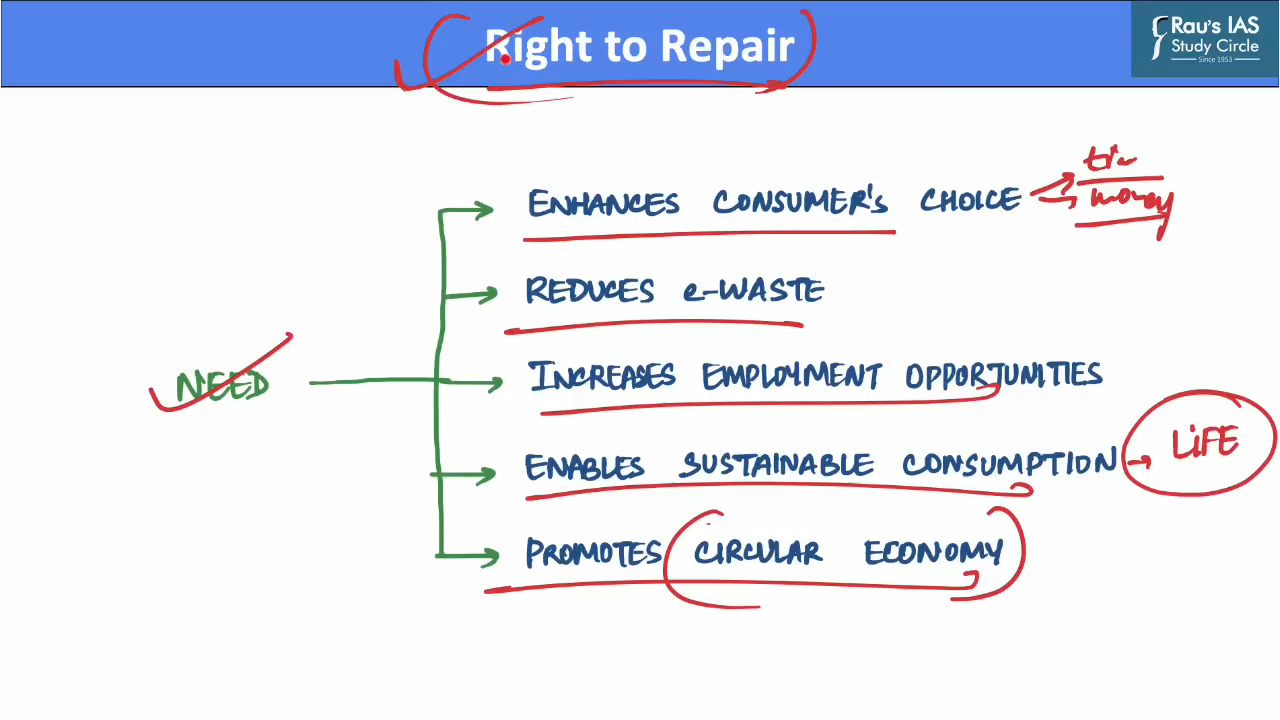 Right to Repair
Rau's IAS
Study Circle
Since 1953
ENHANCES CONSUMER'S CHOICE
money
REDUCES e-WASTE
NEED
INCREASES EMPLOYMENT OPPORTUNITIES
ENABLES SUSTAINABLE CONSUMPTION
LiFE
PROMOTES CIRCULAR ECONOMY